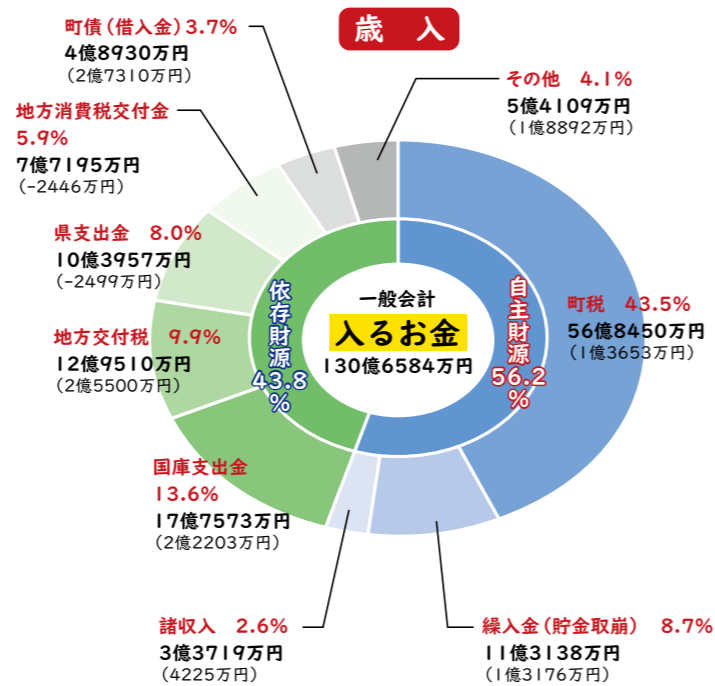 歳 入
町債(借入金)3.7%
4億8930万円
(2億7310万円)
その他 4.1%
5億4109万円
(1億8892万円)
地方消費税交付金
5.9%
7億7195万円
(-2446万円)
県支出金 8.0%
10億3957万円
(-2499万円)
地方交付税 9.9%
12億9510万円
(2億5500万円)
国庫支出金
13.6%
17億7573万円
(2億2203万円)
依存財源
43.8
%
一般会計
入るお金
130億6584万円
自主財源
56.2
%
町税 43.5%
56億8450万円
(1億3653万円)
諸収入 2.6%
3億3719万円
(4225万円)
繰入金(貯金取崩) 8.7%
11億3138万円
(1億3176万円)